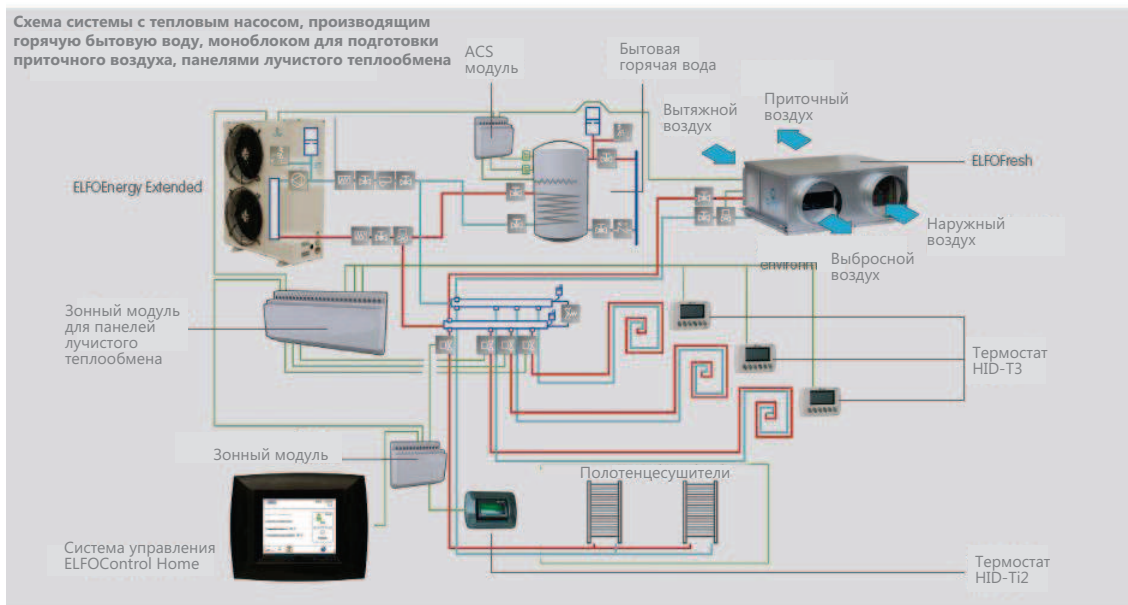 Схема системы с тепловым насосом, производящим
горячую бытовую воду, моноблоком для подготовки
приточного воздуха, панелями лучистого теплообмена
ACS
модуль
Бытовая
горячая вода
Вытяжной
воздух
Приточный
воздух
ELFOEnergy Extended
ELFOFresh
Наружный
воздух
environm
Выбросной
воздух
Зонный модуль
для панелей
лучистого
теплообмена
Термостат
HID-T3
Зонный модуль
Полотенцесушители
Система управления
ELFOControl Home
Термостат
HID-Ti2